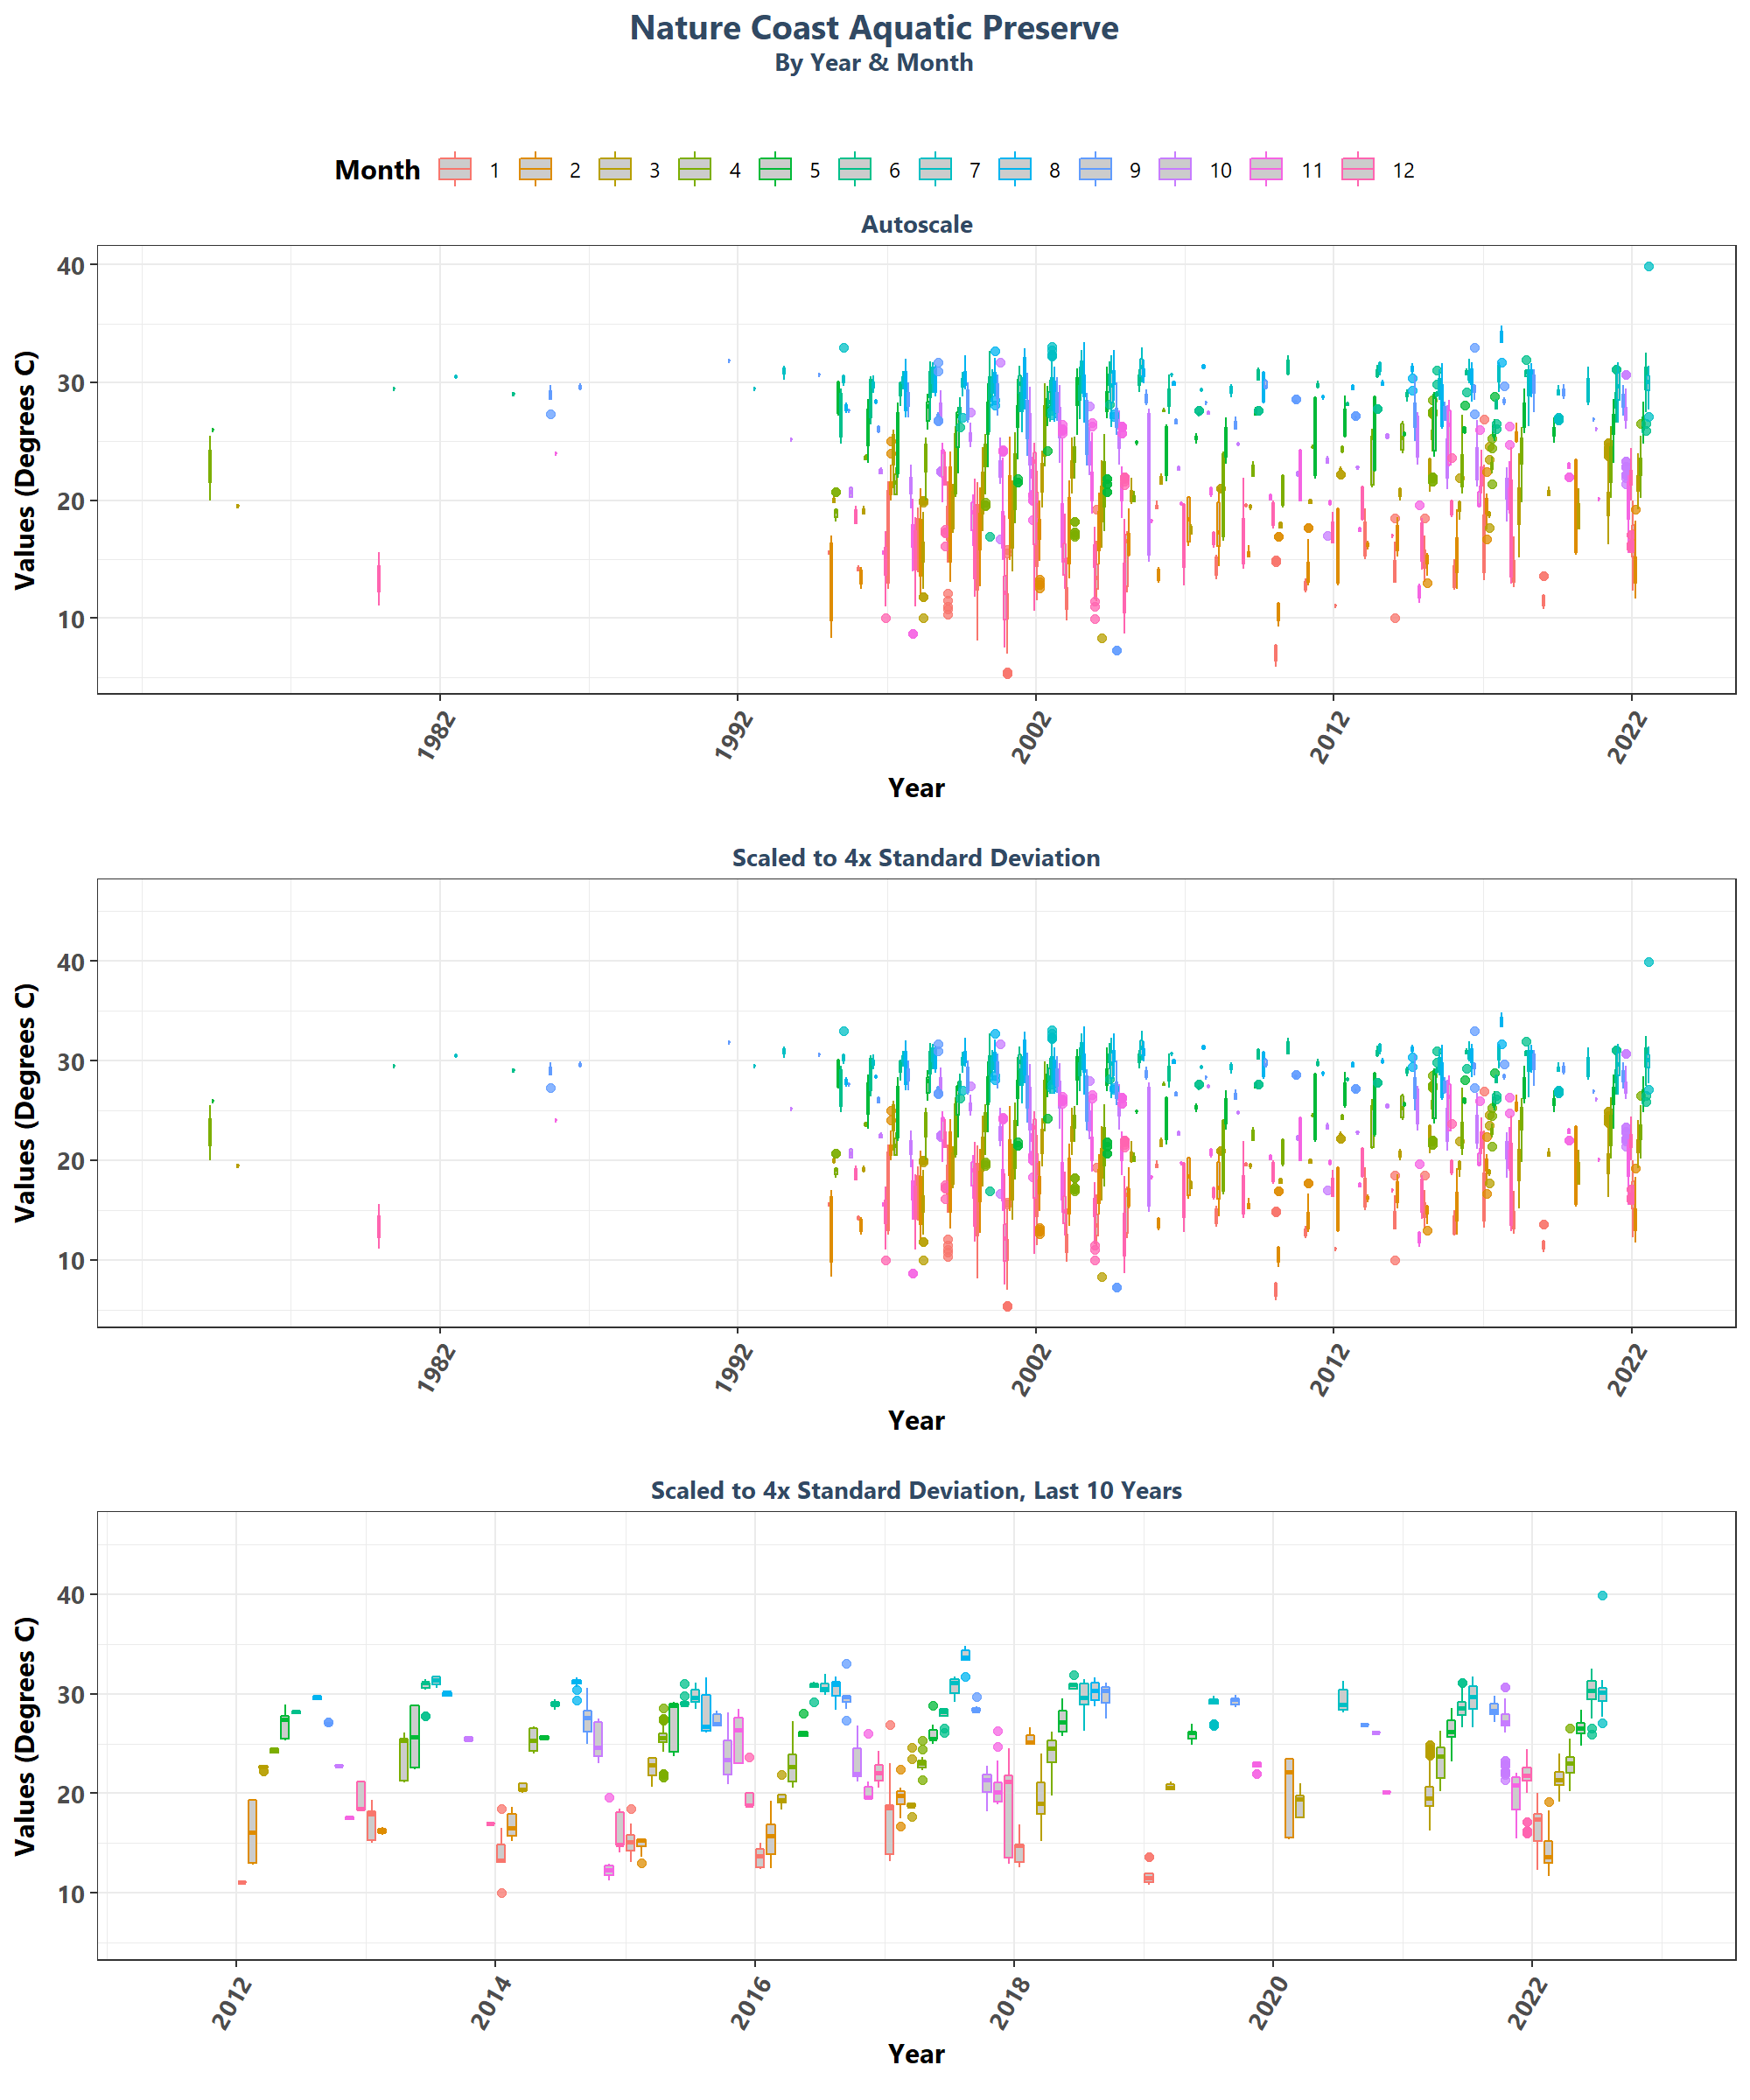 Nature Coast Aquatic Preserve
By Year & Month
Month 1 2 3 4 5 6 7 8 9 10 11 12
Autoscale
Values (Degrees C)
40
30
20
10
1982 1992 2002 2012 2022
Year
Scaled to 4x Standard Deviation
Values (Degrees C)
40
30
20
10
1982 1992 2002 2012 2022
Year
Scaled to 4x Standard Deviation, Last 10 Years
Values (Degrees C)
40
30
20
10
2012 2014 2016 2018 2020 2022
Year